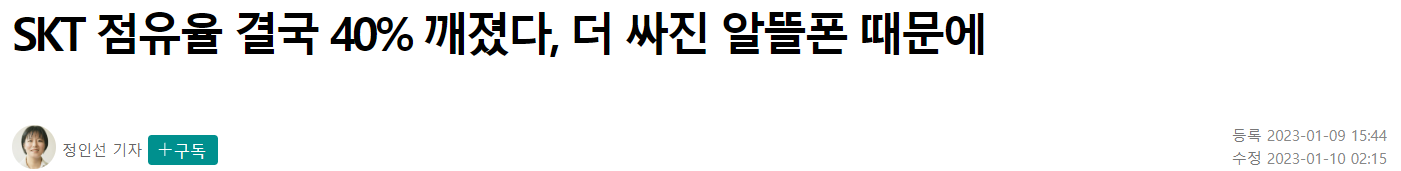 SKT 점유율 결국 40% 깨졌다, 더 싸진 알뜰폰 때문에
정인선 기자 +구독
등록 2023-01-09 15:44
수정 2023-01-10 02:15